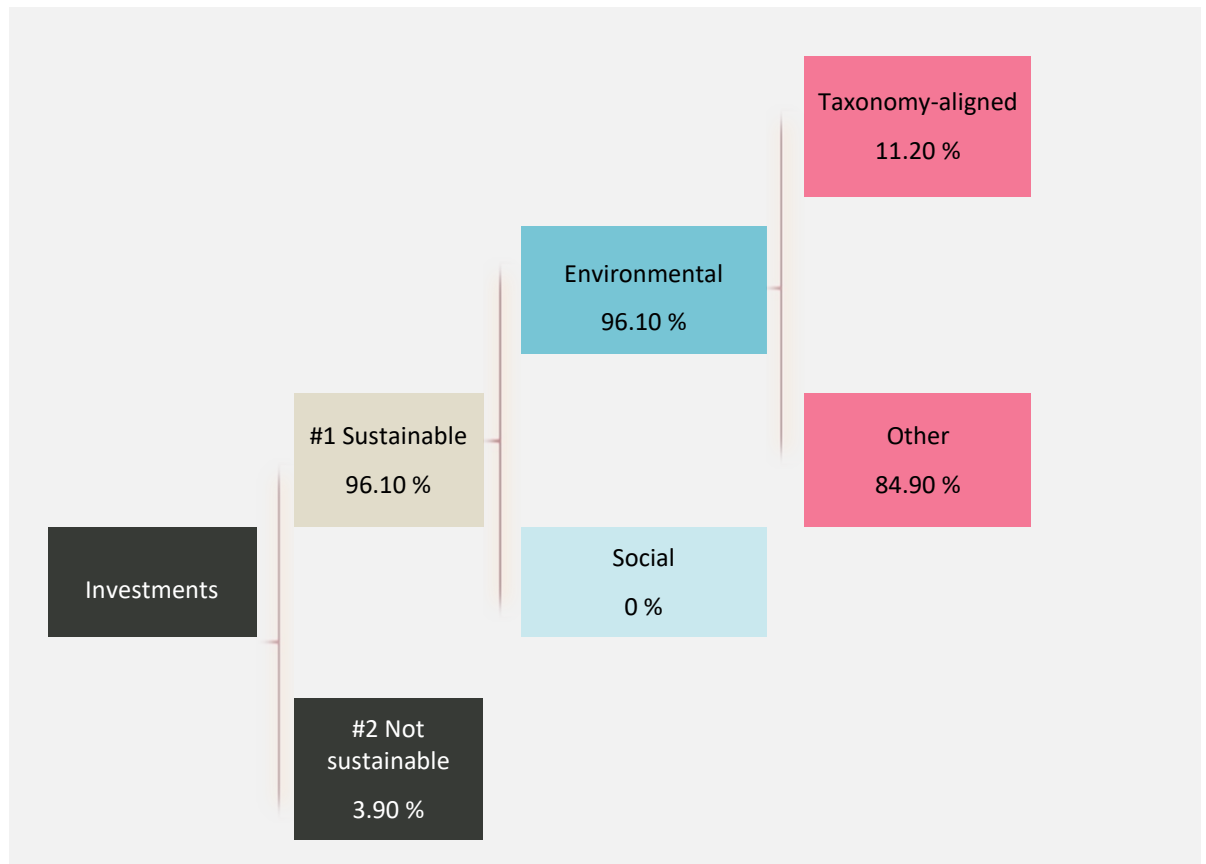 Taxonomy-aligned
11.20 %
Environmental
96.10 %
#1 Sustainable
96.10 %
Other
84.90 %
Investments
Social
0 %
#2 Not
sustainable
3.90 %